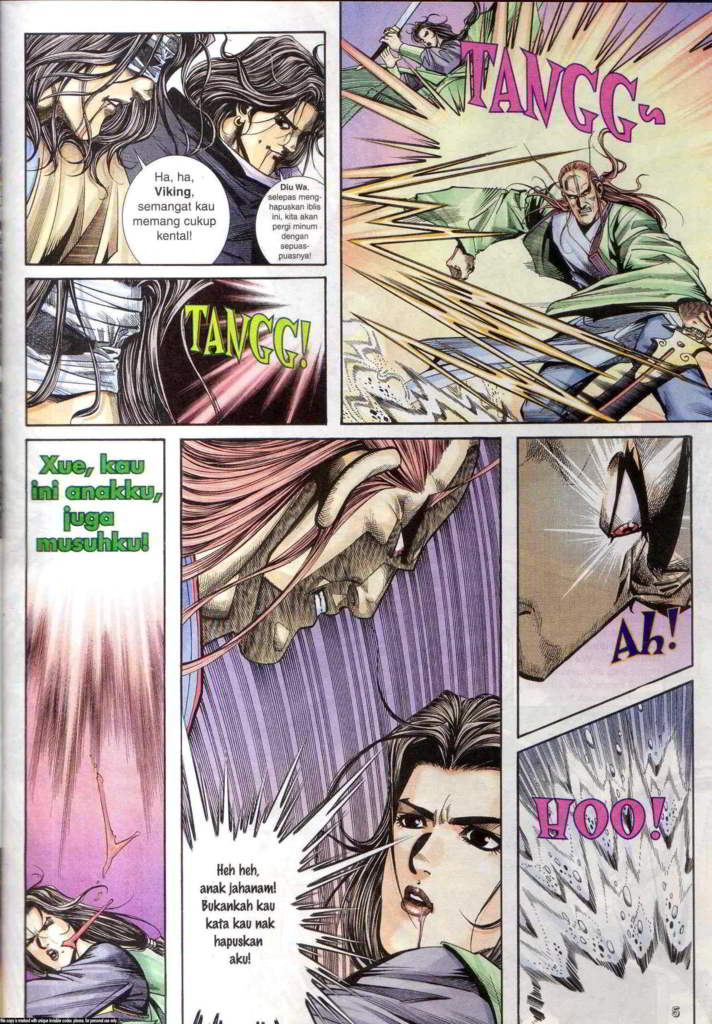 Ha, ha,
Viking,
semangat kau
memang cukup
kental!
Diu Wa,
selepas meng-
hapuskan iblis
ini, kita akan
pergi minum
dengan
sepuas-
puasnya!
TANGGS
TANGG!
Xue, kau
ini anakku,
juga
musuhku!
Heh heh,
anak jahanam!
Bukankah kau
kata kau nak
hapuskan
aku!
Ah!
HOO!
5